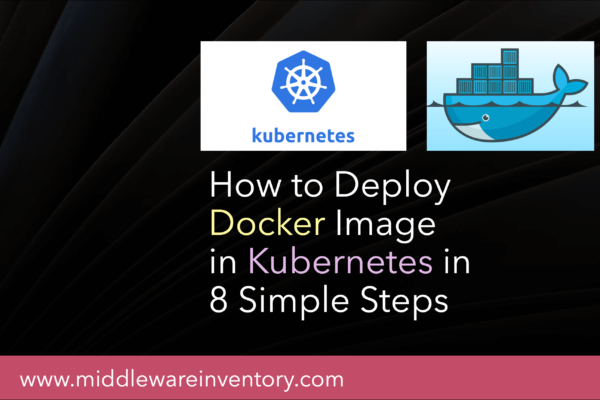 kubernetes
How to Deploy
Docker Image
in Kubernetes in
8 Simple Steps
www.middlewareinventory.com